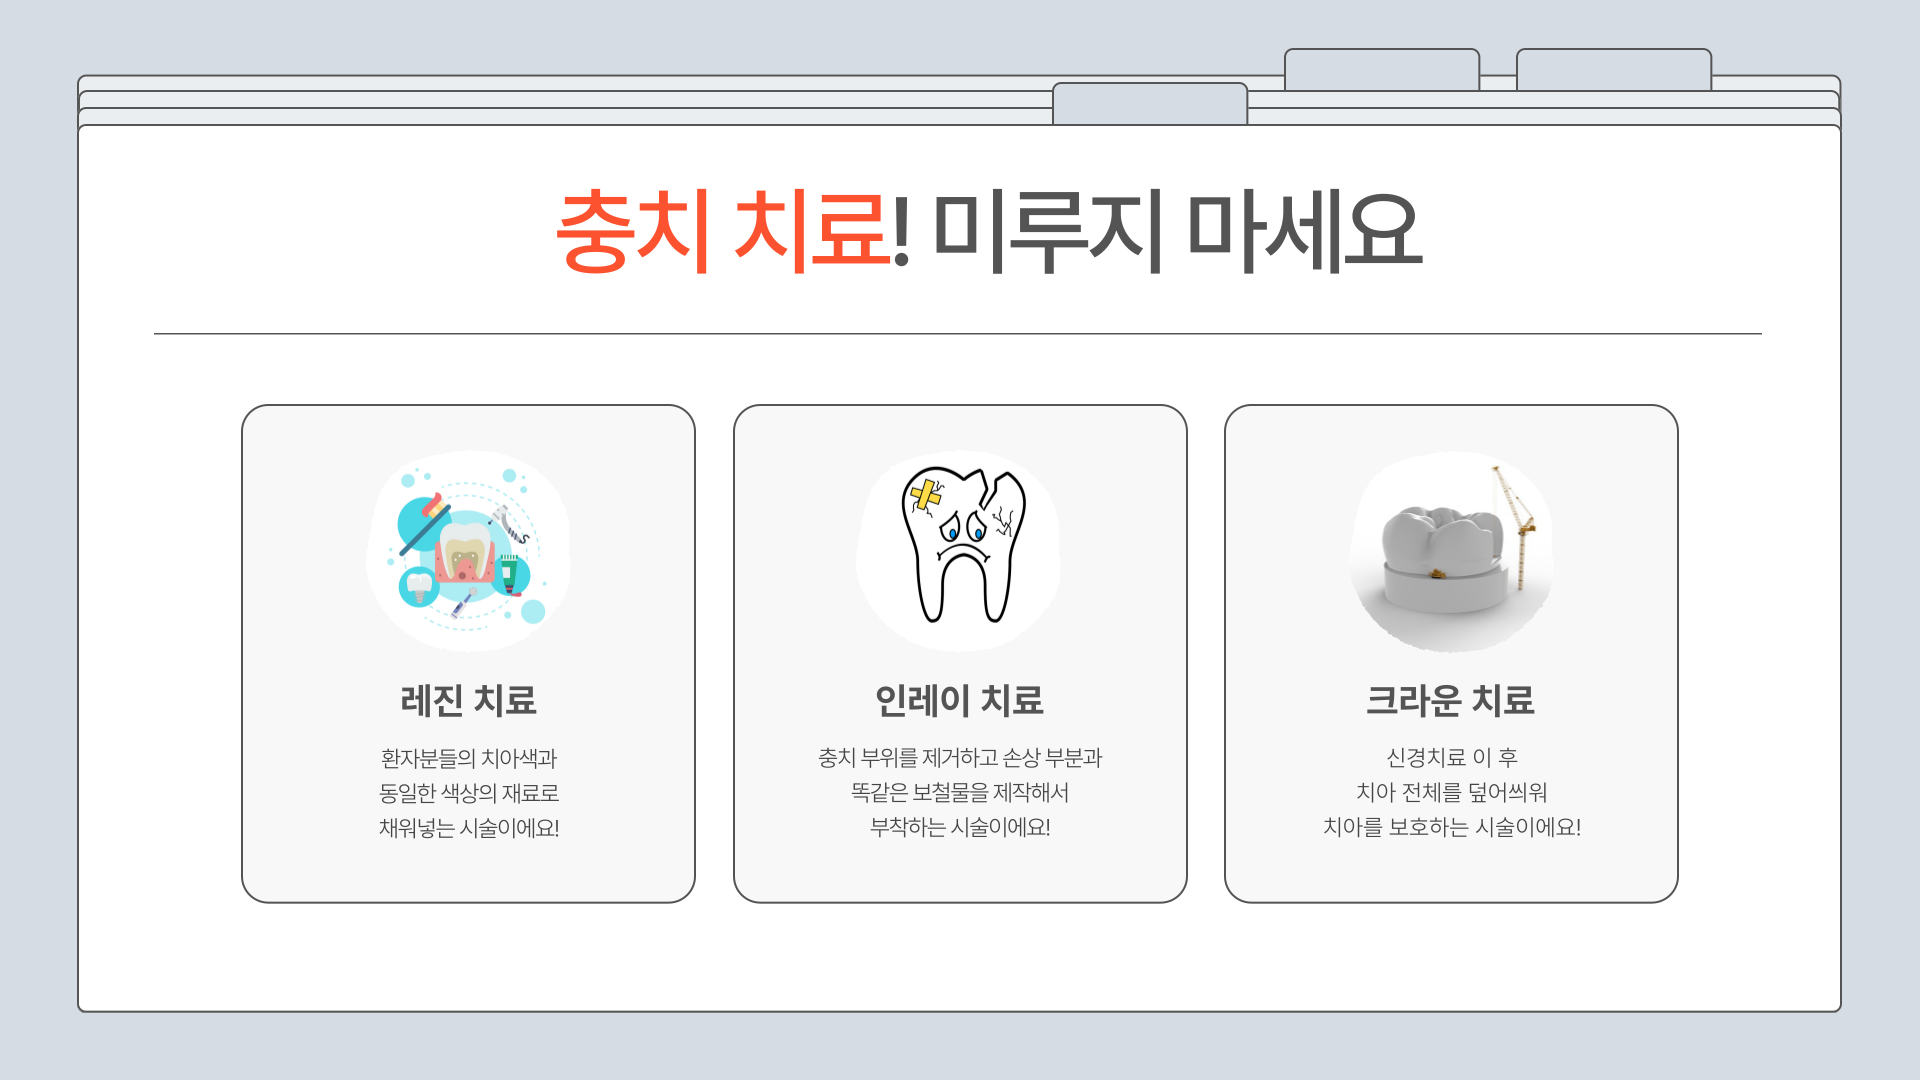 충치 치료! 미루지 마세요
레진 치료
환자분들의 치아색과
동일한 색상의 재료로
채워넣는 시술이에요!
인레이 치료
충치 부위를 제거하고 손상 부분과
똑같은 보철물을 제작해서
부착하는 시술이에요!
크라운 치료
신경치료 이 후
치아 전체를 덮어씌워
치아를 보호하는 시술이에요!